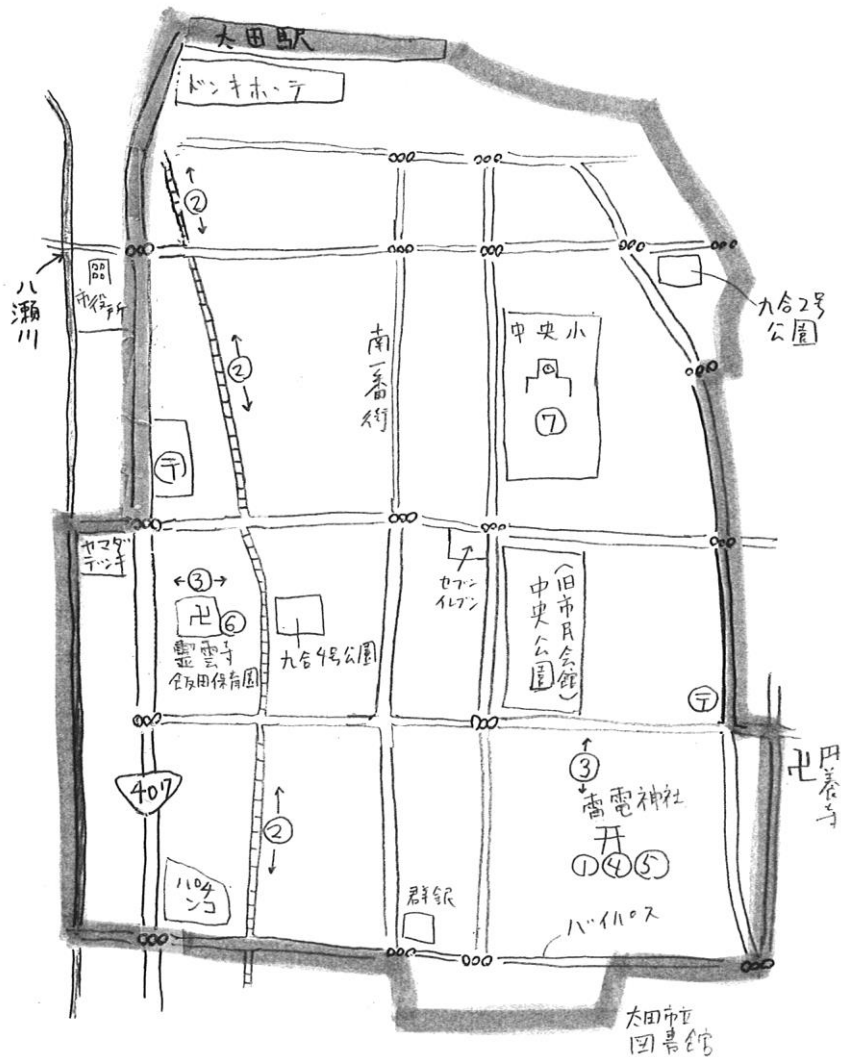 太田駅
ドンキホーテ
②
八瀬川
市役所
②
南一番街
中央小
⑦
九合2号
公園
〒
ヤマダ
デンキ
③
卍
⑥
霊雲寺
飯田保育園
九合4号公園
セブン
イレブン
(旧市民会館)
中央公園
〒
卍
円養寺
407
②
③
雷電神社
①④⑤
パチ
ンコ
群銀
バイパス
太田市立
図書館